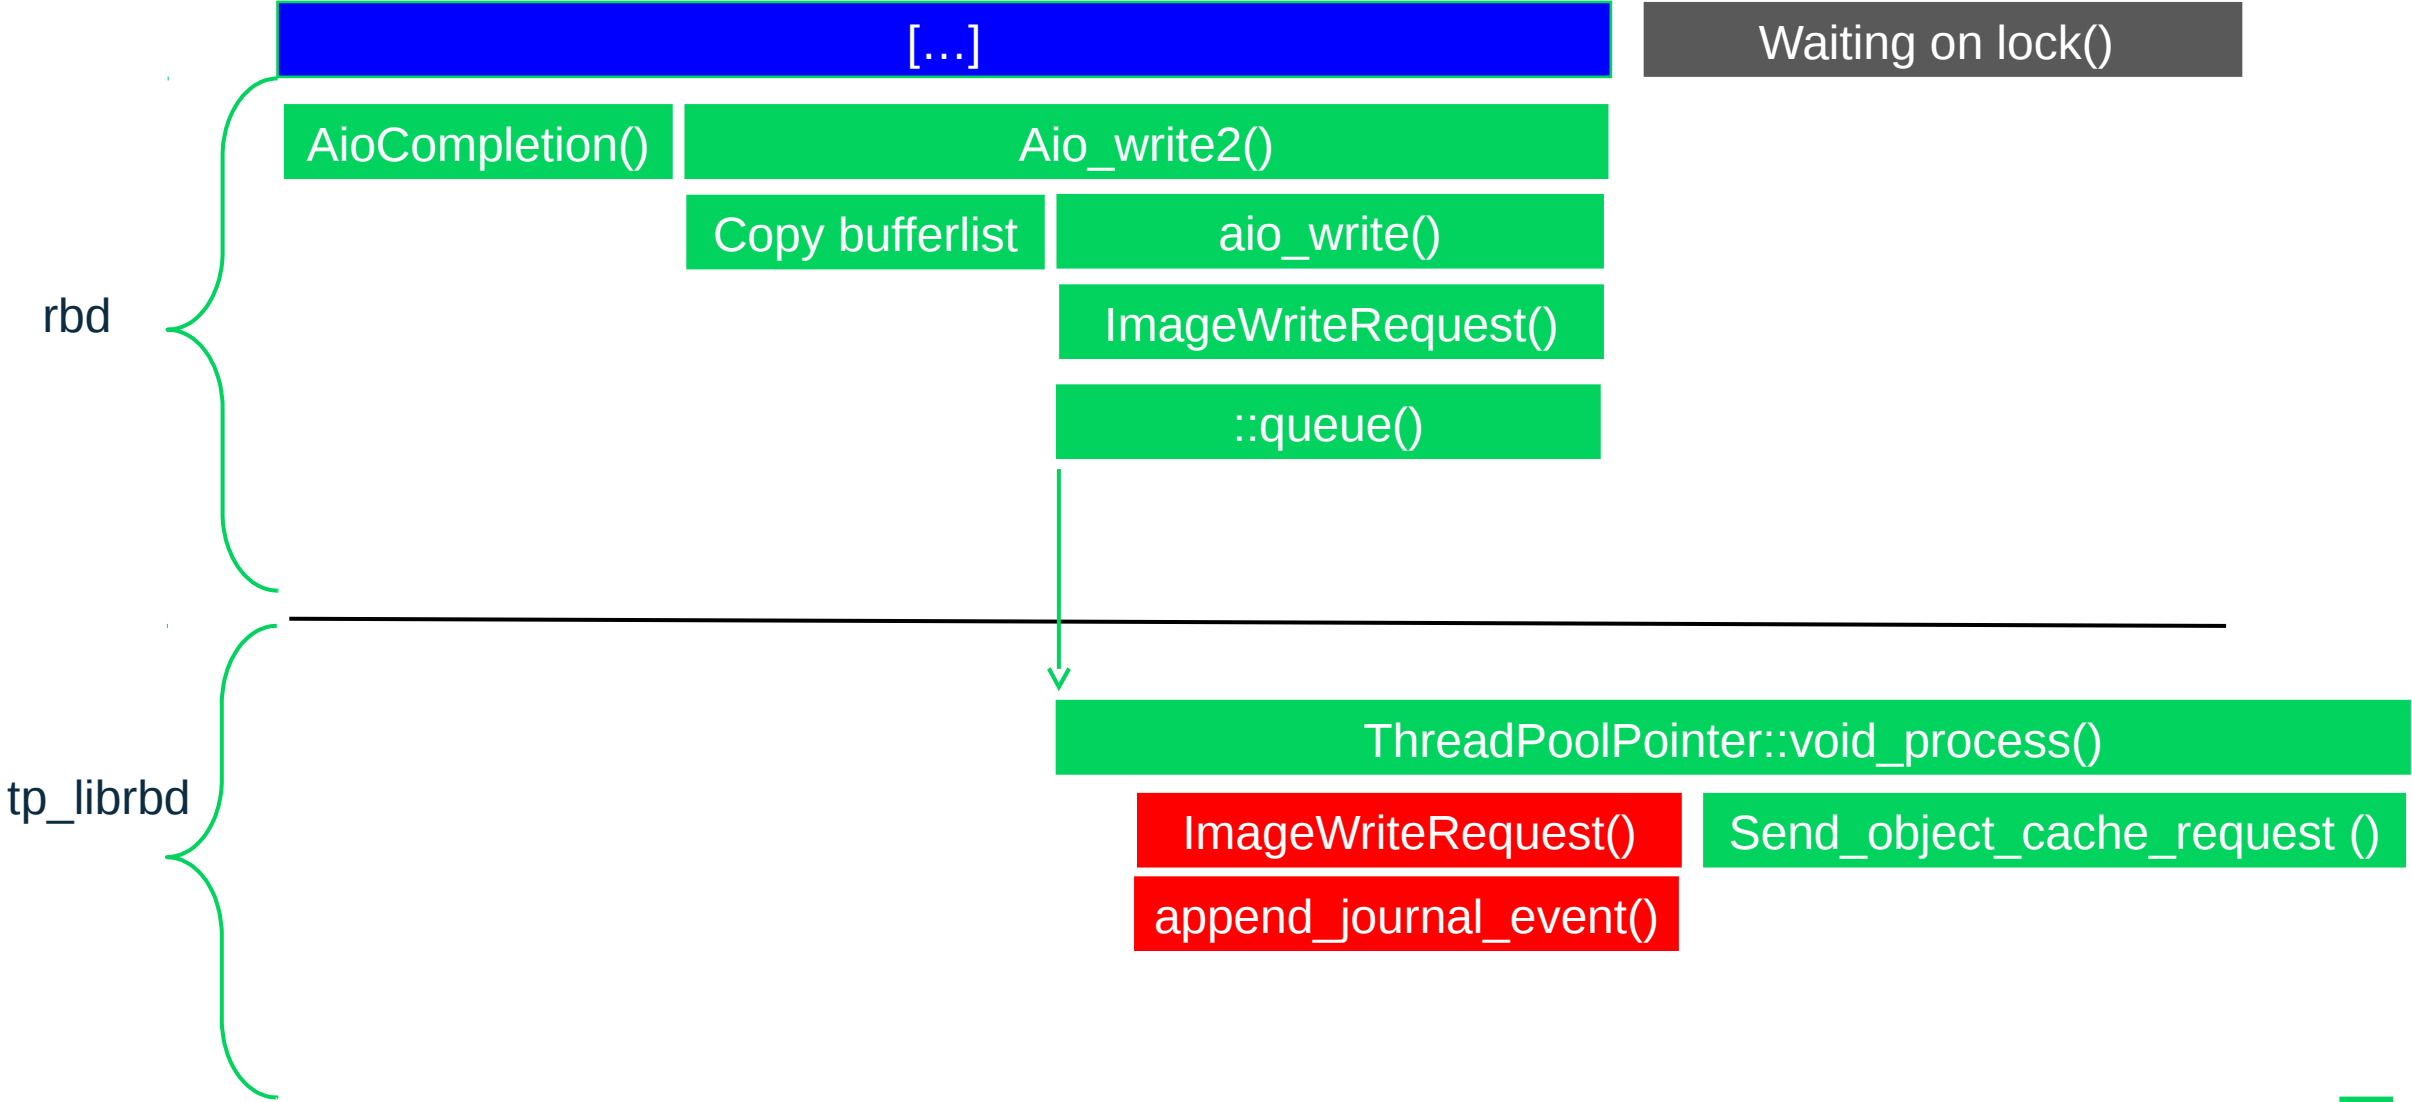 […]
Waiting on lock()
AioCompletion()
Aio_write2()
Copy bufferlist
aio_write()
rbd
ImageWriteRequest()
::queue()
ThreadPoolPointer::void_process()
tp_librbd
ImageWriteRequest()
Send_object_cache_request ()
append_journal_event()